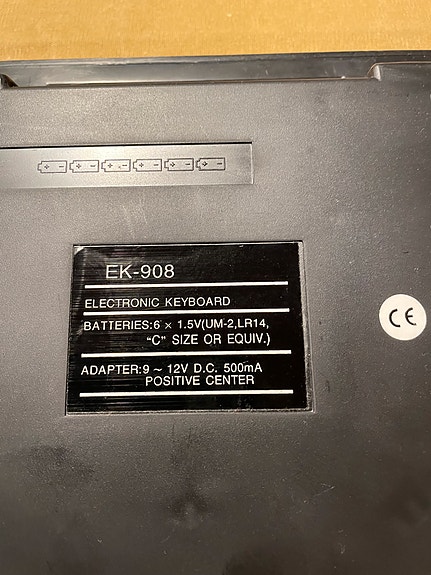 EK-908
ELECTRONIC KEYBOARD
BATTERIES:6 × 1.5V(UM-2,LR14,
"C" SIZE OR EQUIV.)
ADAPTER:9 ~ 12V D.C. 500mA
POSITIVE CENTER
CE